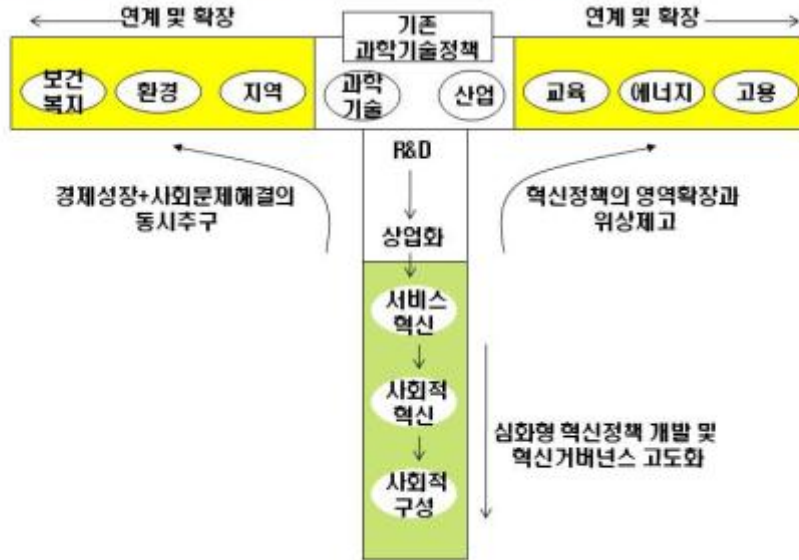 연계 및 확장
기존
과학기술정책
연계 및 확장
보건
복지
환경
지역
과학
기술
산업
교육
에너지
고용
R&D
경제성장+사회문제해결의
동시추구
혁신정책의 영역확장과
위상제고
상업화
서비스
혁신
사회적
혁신
심화형 혁신정책 개발 및
혁신거버넌스 고도화
사회적
구성